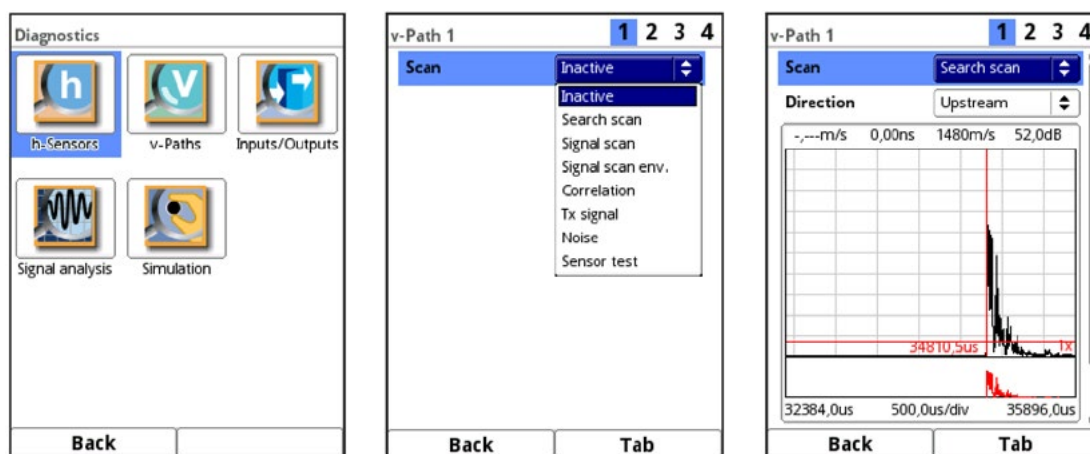 Diagnostics
h
v
h-Sensors
v-Paths
Inputs/Outputs
Signal analysis
Simulation
Back
v-Path 1
1 2 3 4
Scan
Inactive
Inactive
Search scan
Signal scan
Signal scan env.
Correlation
Tx signal
Noise
Sensor test
Back
Tab
v-Path 1
1 2 3 4
Scan
Search scan
Direction
Upstream
-,---m/s 0,00ns 1480m/s 52,0dB
34810,5us
1x
32384,0us 500,0us/div 35896,0us
Back
Tab